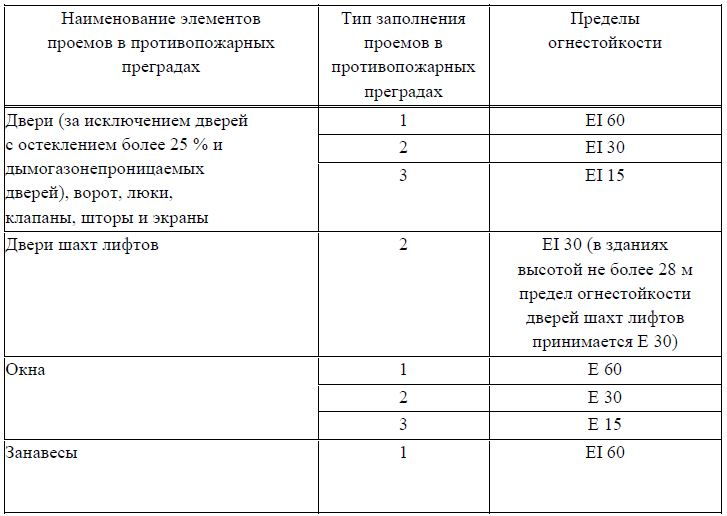 Наименование элементов
проемов в противопожарных
преградах
Тип заполнения
проемов в
противопожарных
преградах
Пределы
огнестойкости
Двери (за исключением дверей
с остеклением более 25 % и
дымогазонепроницаемых
дверей), ворот, люки,
клапаны, шторы и экраны
1
EI 60
2
EI 30
3
EI 15
Двери шахт лифтов
2
EI 30 (в зданиях
высотой не более 28 м
предел огнестойкости
дверей шахт лифтов
принимается E 30)
Окна
1
E 60
2
E 30
3
E 15
Занавесы
1
EI 60